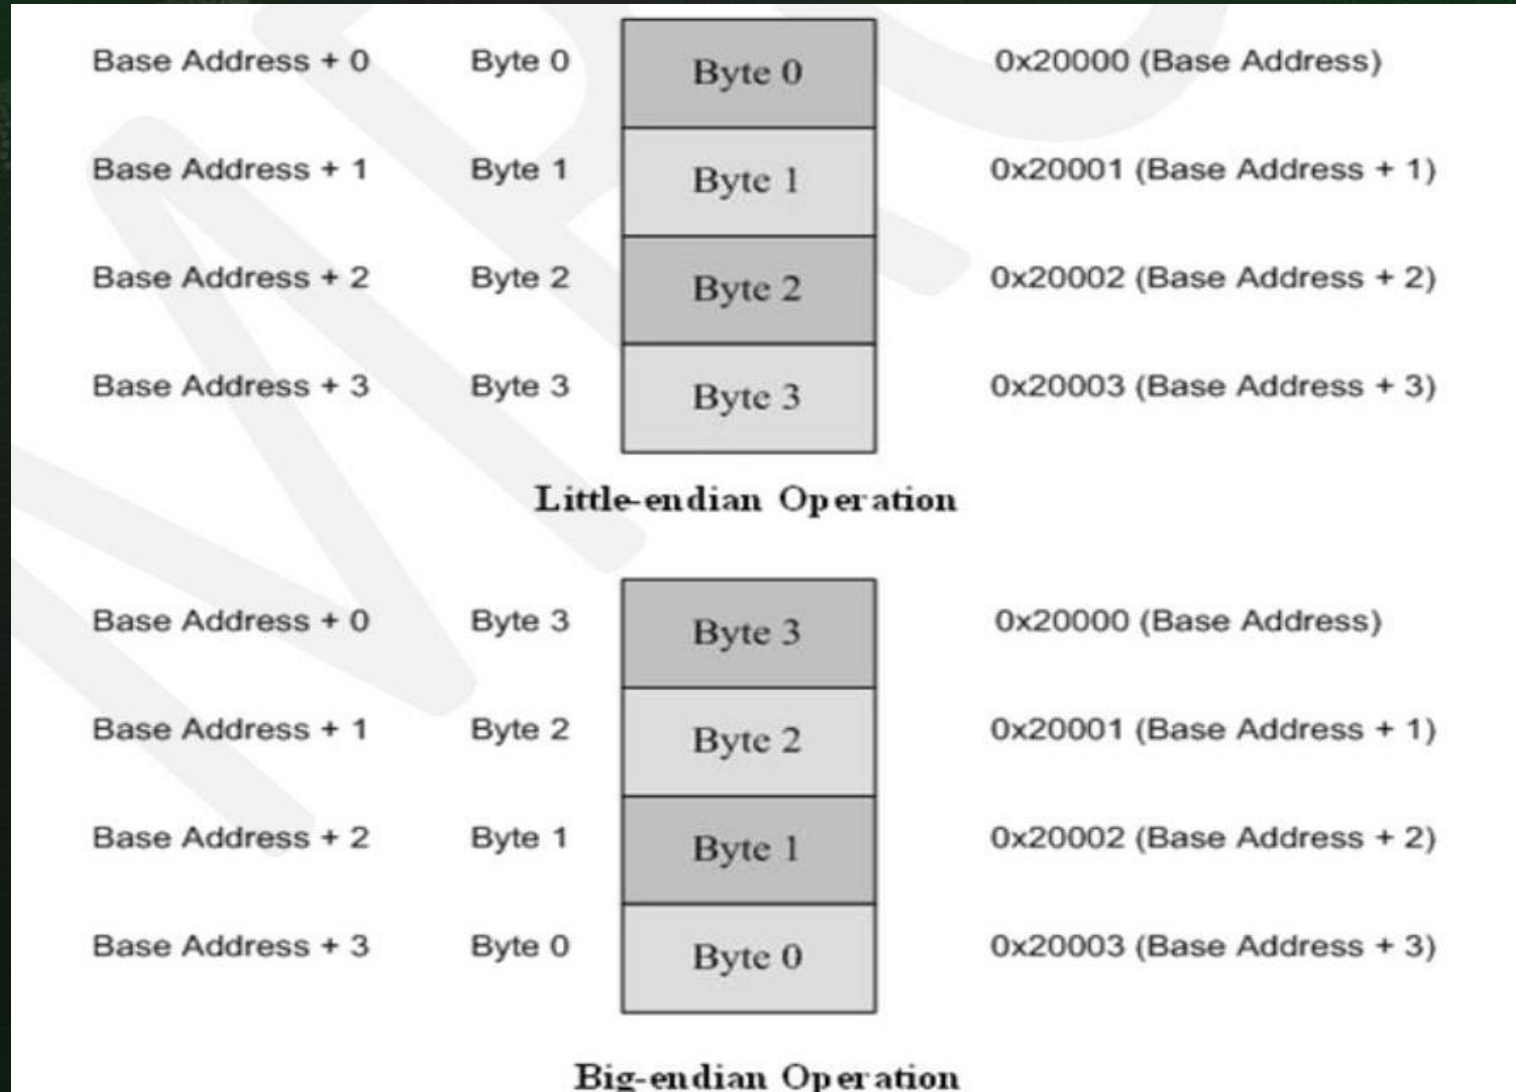 Base Address + 0 Byte 0 Byte 0 0x20000 (Base Address)
Base Address + 1 Byte 1 Byte 1 0x20001 (Base Address + 1)
Base Address + 2 Byte 2 Byte 2 0x20002 (Base Address + 2)
Base Address + 3 Byte 3 Byte 3 0x20003 (Base Address + 3)
Little-endian Operation
Base Address + 0 Byte 3 Byte 3 0x20000 (Base Address)
Base Address + 1 Byte 2 Byte 2 0x20001 (Base Address + 1)
Base Address + 2 Byte 1 Byte 1 0x20002 (Base Address + 2)
Base Address + 3 Byte 0 Byte 0 0x20003 (Base Address + 3)
Big-endian Operation